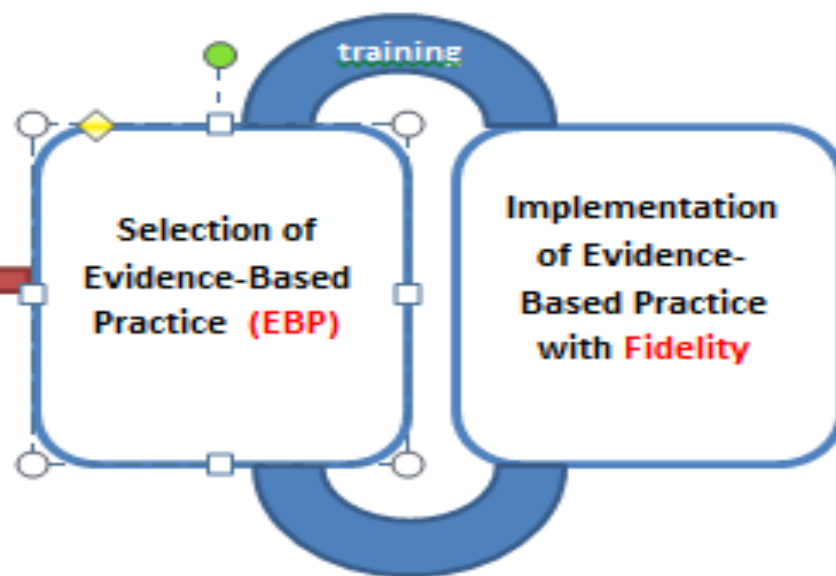 training
Selection of
Evidence-Based
Practice (EBP)
Implementation
of Evidence-
Based Practice
with Fidelity